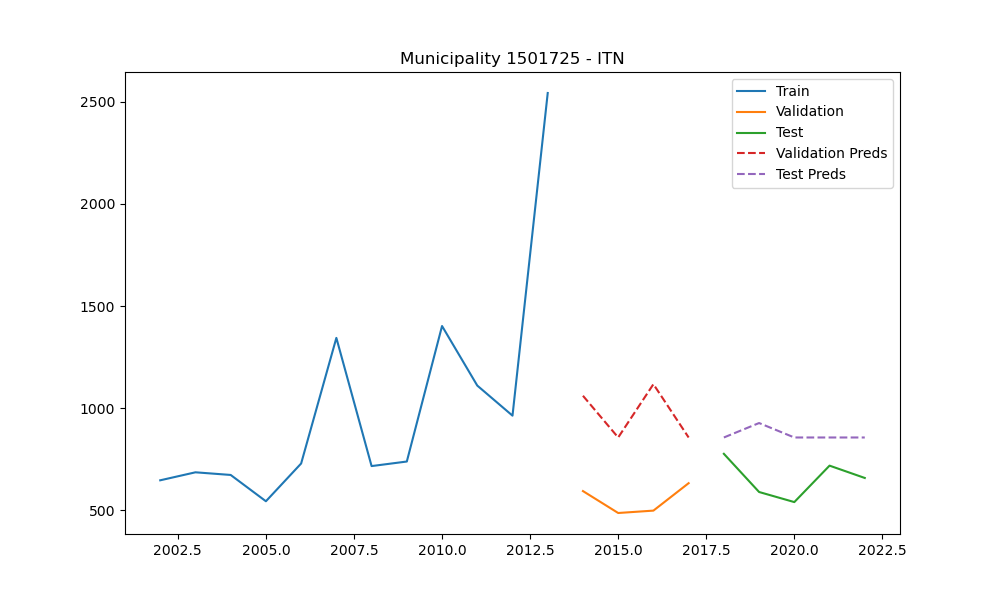 Municipality 1501725 - ITN
Train
Validation
Test
Validation Preds
Test Preds
2500
2000
1500
1000
500
2002.5 2005.0 2007.5 2010.0 2012.5 2015.0 2017.5 2020.0 2022.5